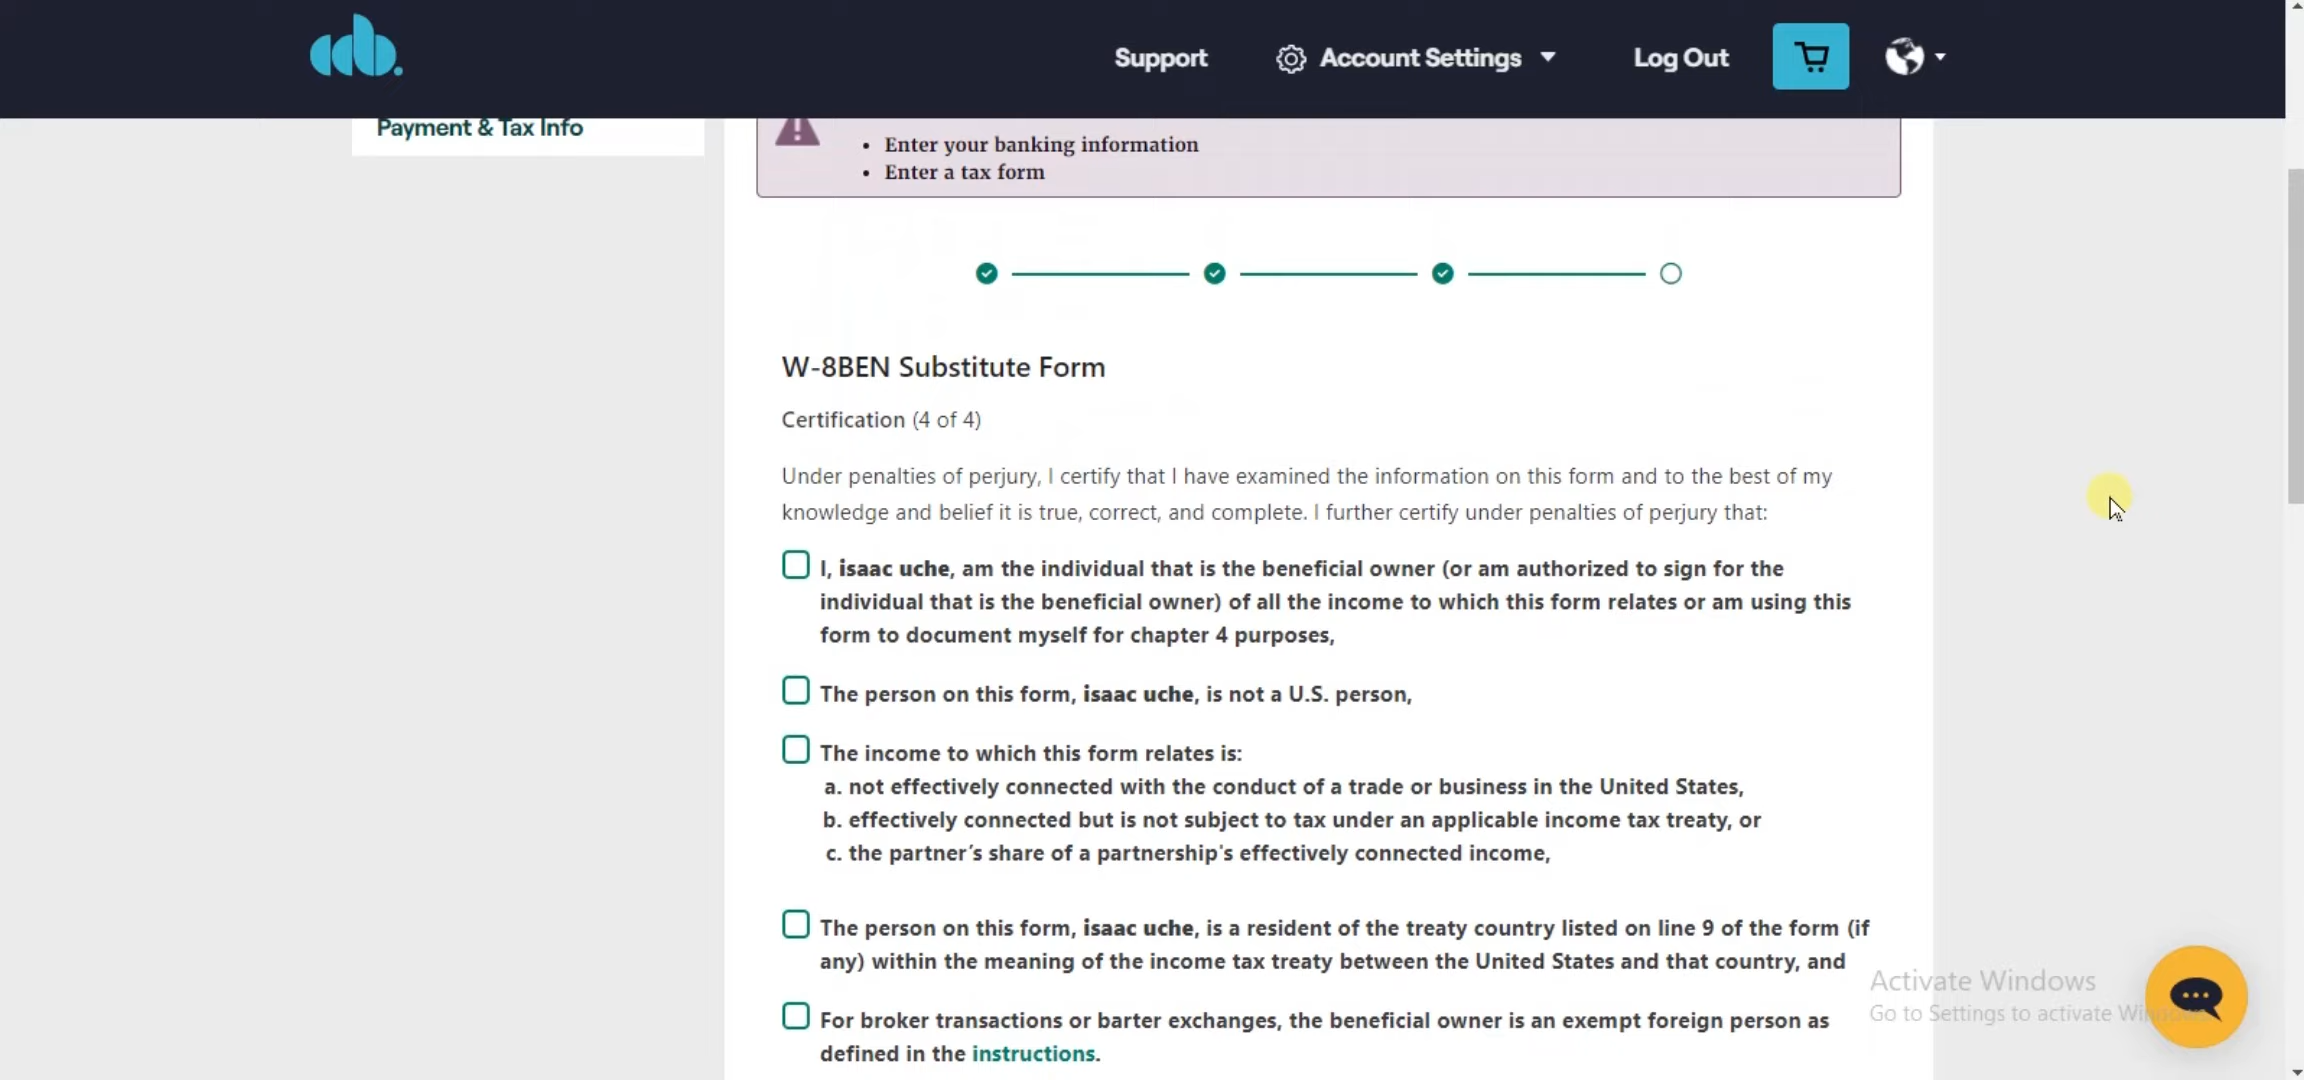 Support
Account Settings
Log Out
Payment & Tax Info
• Enter your banking information
• Enter a tax form
W-8BEN Substitute Form
Certification (4 of 4)
Under penalties of perjury, I certify that I have examined the information on this form and to the best of my
knowledge and belief it is true, correct, and complete. I further certify under penalties of perjury that:
I, isaac uche, am the individual that is the beneficial owner (or am authorized to sign for the
individual that is the beneficial owner) of all the income to which this form relates or am using this
form to document myself for chapter 4 purposes,
The person on this form, isaac uche, is not a U.S. person,
The income to which this form relates is:
a. not effectively connected with the conduct of a trade or business in the United States,
b. effectively connected but is not subject to tax under an applicable income tax treaty, or
c. the partner's share of a partnership's effectively connected income,
The person on this form, isaac uche, is a resident of the treaty country listed on line 9 of the form (if
any) within the meaning of the income tax treaty between the United States and that country, and
For broker transactions or barter exchanges, the beneficial owner is an exempt foreign person as
defined in the instructions.
Activate Windows
Go to Settings to activate